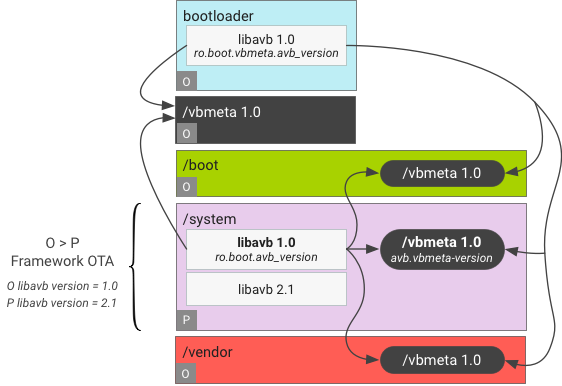 bootloader
libavb 1.0
ro.boot.vbmeta.avb_version
O
/vbmeta 1.0
O
/boot
/vbmeta 1.0
O
/system
libavb 1.0
ro.boot.avb_version
/vbmeta 1.0
avb.vbmeta-version
libavb 2.1
P
O > P
Framework OTA
O libavb version = 1.0
P libavb version = 2.1
/vendor
/vbmeta 1.0
O